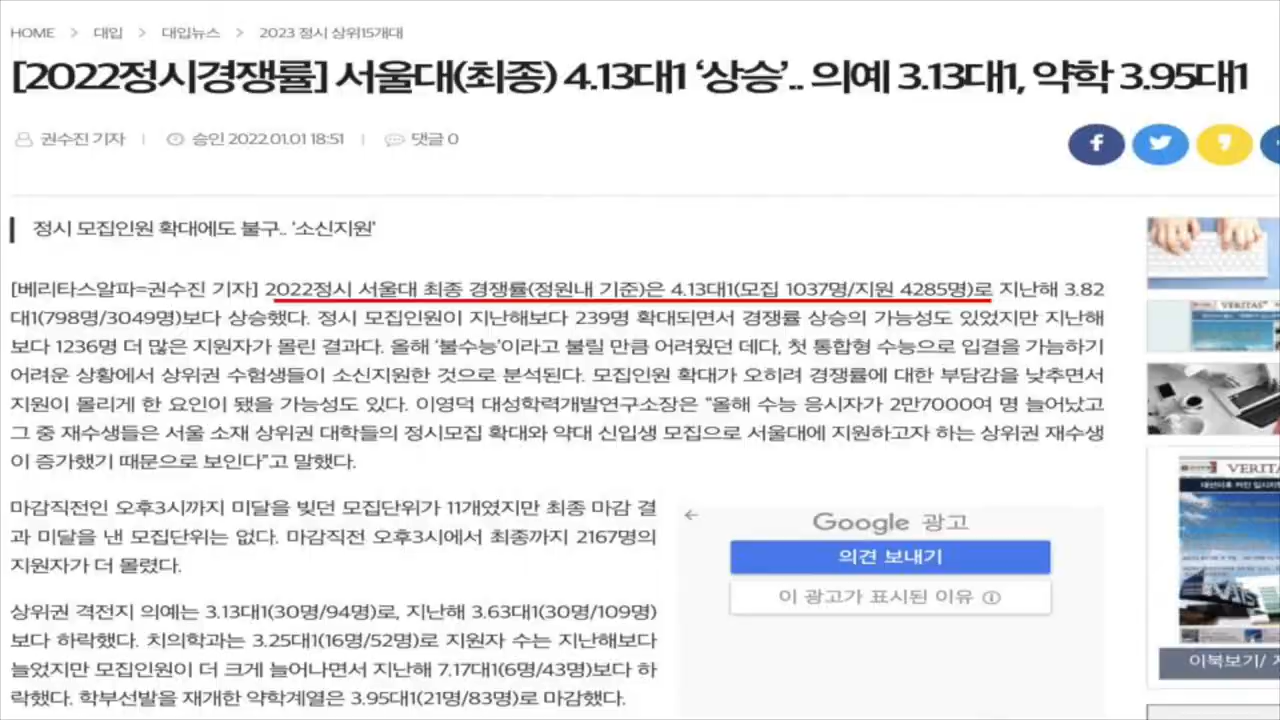 HOME > 대입 > 대입뉴스 > 2023 정시 상위15개대
[2022정시경쟁률] 서울대(최종) 4.13대1 ‘상승’.. 의예 3.13대1, 약학 3.95대1
권수진 기자 | 승인 2022.01.01 18:51 | 댓글 0
정시 모집인원 확대에도 불구.. '소신지원'
[베리타스알파=권수진 기자] 2022정시 서울대 최종 경쟁률(정원내 기준)은 4.13대1(모집 1037명/지원 4285명)로 지난해 3.82
대1(798명/3049명)보다 상승했다. 정시 모집인원이 지난해보다 239명 확대되면서 경쟁률 상승의 가능성도 있었지만 지난해
보다 1236명 더 많은 지원자가 몰린 결과다. 올해 ‘불수능’이라고 불릴 만큼 어려웠던 데다, 첫 통합형 수능으로 입결을 가늠하기
어려운 상황에서 상위권 수험생들이 소신지원한 것으로 분석된다. 모집인원 확대가 오히려 경쟁률에 대한 부담감을 낮추면서
지원이 몰리게 한 요인이 됐을 가능성도 있다. 이영덕 대성학력개발연구소장은 “올해 수능 응시자가 2만7000여 명 늘어났고
그 중 재수생들은 서울 소재 상위권 대학들의 정시모집 확대와 약대 신입생 모집으로 서울대에 지원하고자 하는 상위권 재수생
이 증가했기 때문으로 보인다”고 말했다.
마감직전인 오후3시까지 미달을 빚던 모집단위가 11개였지만 최종 마감 결
과 미달을 낸 모집단위는 없다. 마감직전 오후3시에서 최종까지 2167명의
지원자가 더 몰렸다.
상위권 격전지 의예는 3.13대1(30명/94명)로, 지난해 3.63대1(30명/109명)
보다 하락했다. 치의학과는 3.25대1(16명/52명)로 지원자 수는 지난해보다
늘었지만 모집인원이 더 크게 늘어나면서 지난해 7.17대1(6명/43명)보다 하
락했다. 학부선발을 재개한 약학계열은 3.95대1(21명/83명)로 마감했다.
Google 광고
의견 보내기
이 광고가 표시된 이유
VERITAS
VERITA
이북보기/